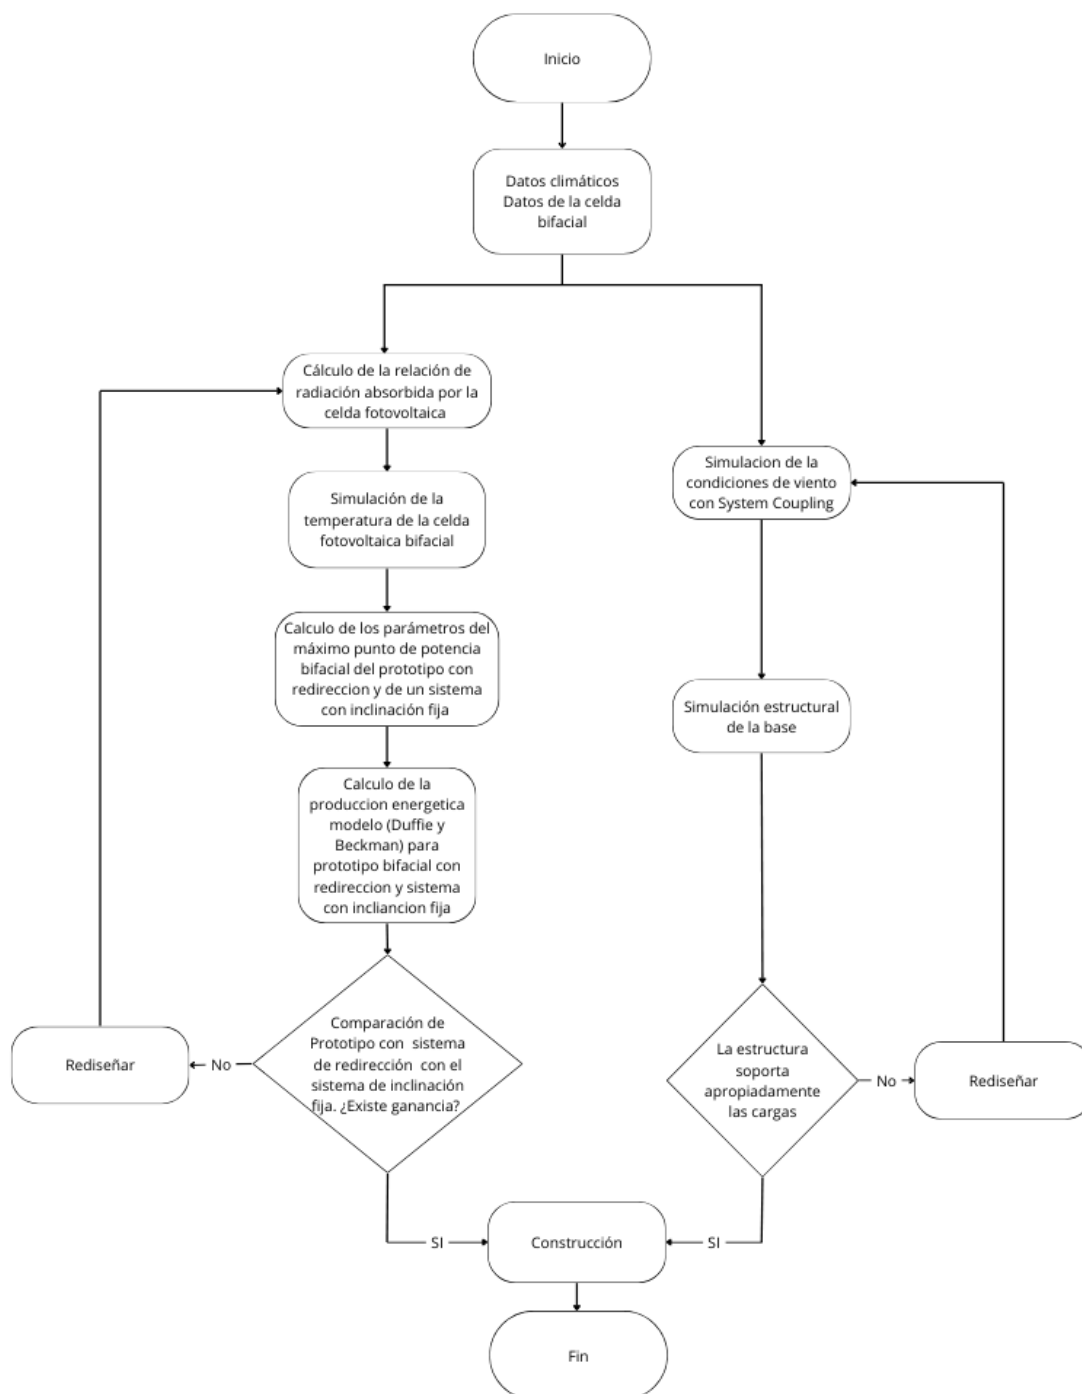 Inicio
Datos climáticos
Datos de la celda
bifacial
Cálculo de la relación de
radiación absorbida por la
celda fotovoltaica
Simulación de la
temperatura de la celda
fotovoltaica bifacial
Calculo de los parámetros del
máximo punto de potencia
bifacial del prototipo con
redireccion y de un sistema
con inclinación fija
Calculo de la
produccion energetica
modelo (Duffie y
Beckman) para
prototipo bifacial con
redireccion y sistema
con incliancion fija
Comparación de
Prototipo con sistema
de redirección con el
sistema de inclinación
fija. ¿Existe ganancia?
No
Rediseñar
SI
Simulacion de la
condiciones de viento
con System Coupling
Simulación estructural
de la base
La estructura
soporta
apropiadamente
las cargas
No
Rediseñar
SI
Construcción
Fin